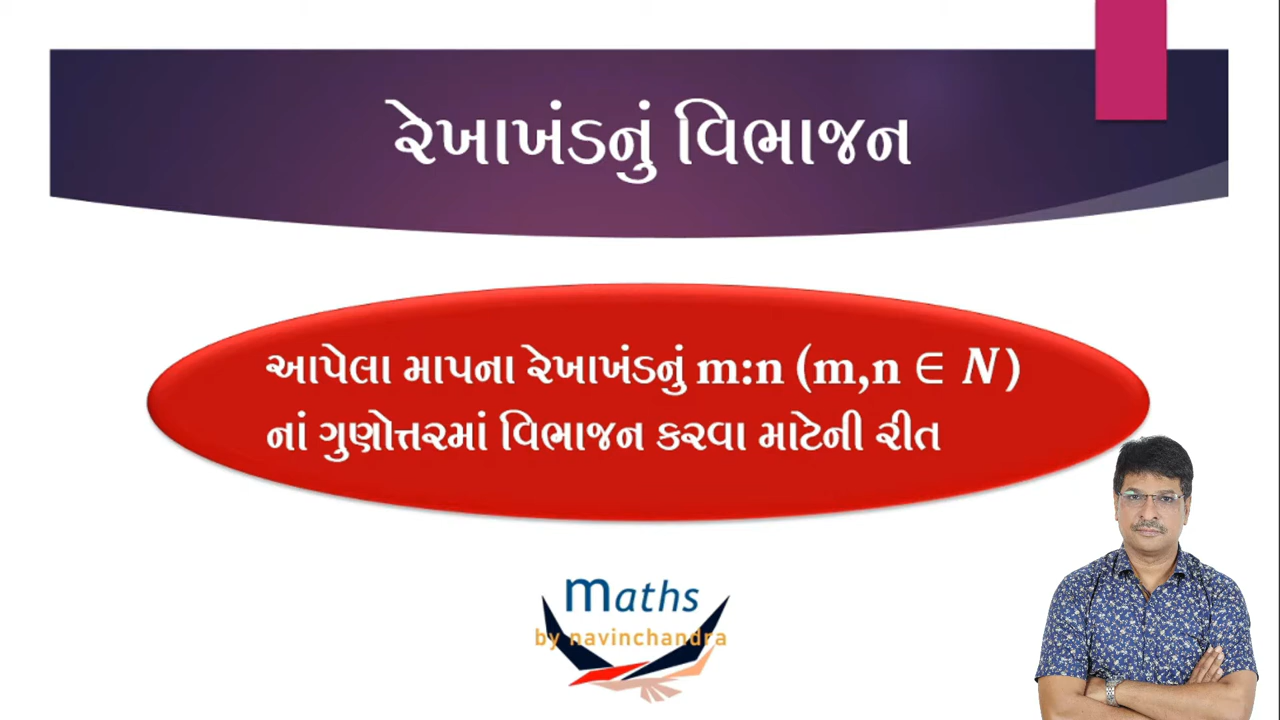 રેખાખંડનું વિભાજન
આપેલા માપના રેખાખંડનું m:n (m,n ∈ N)
નાં ગુણોત્તરમાં વિભાજન કરવા માટેની રીત
maths
by navinchandra